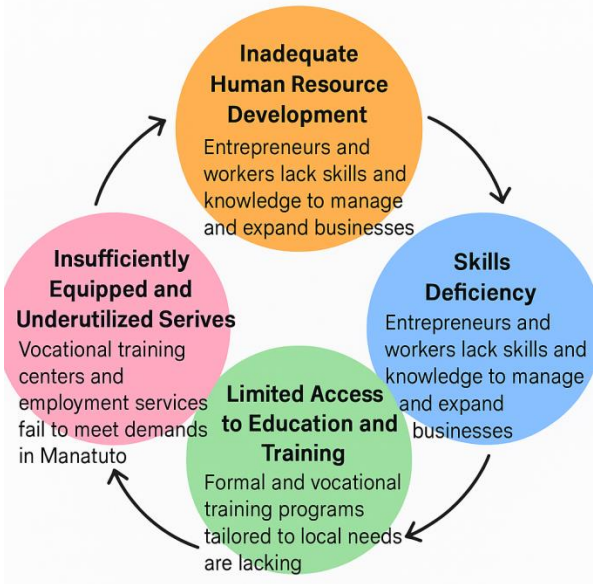 Inadequate
Human Resource
Development
Entrepreneurs and
workers lack skills and
knowledge to manage
and expand businesses
Skills
Deficiency
Entrepreneurs and
workers lack skills and
knowledge to manage
and expand
businesses
Limited Access
to Education and
Training
Formal and vocational
training programs
tailored to local needs
are lacking
Insufficiently
Equipped and
Underutilized Serives
Vocational training
centers and
employment services
fail to meet demands
in Manatuto